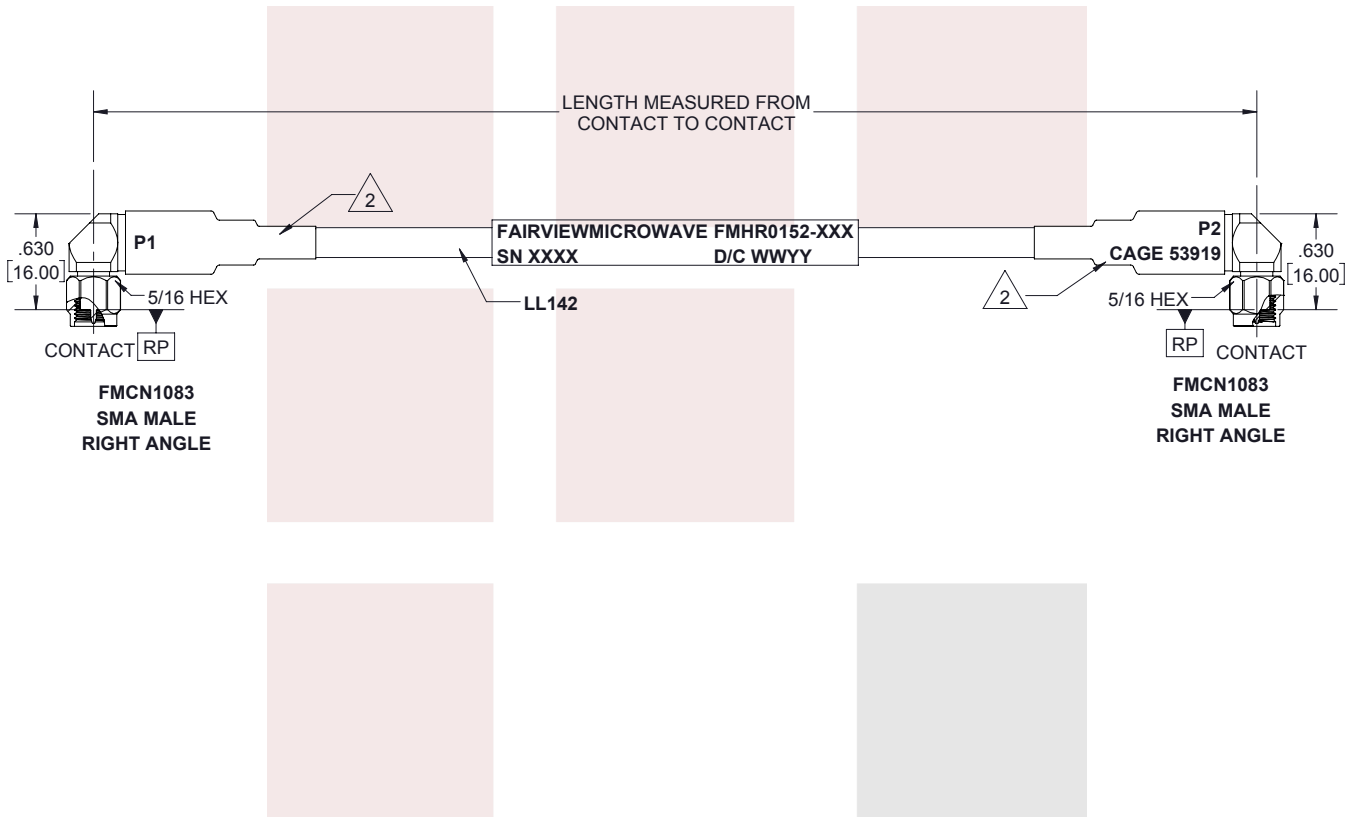 LENGTH MEASURED FROM
CONTACT TO CONTACT
2
.630
[16.00]
P1
FAIRVIEWMICROWAVE FMHR0152-XXX
SN XXXX D/C WWYY
P2
CAGE 53919
.630
[16.00]
5/16 HEX
LL142
2
5/16 HEX
CONTACT
RP
RP
CONTACT
FMCN1083
SMA MALE
RIGHT ANGLE
FMCN1083
SMA MALE
RIGHT ANGLE